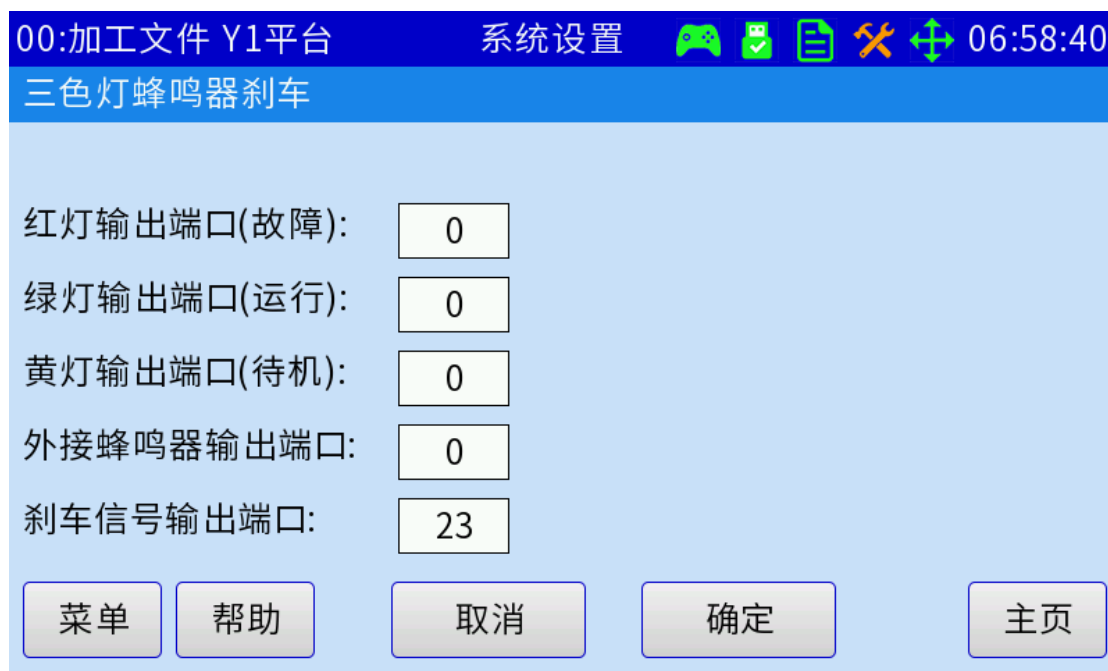 00:加工文件 Y1平台 系统设置 06:58:40
三色灯蜂鸣器刹车
红灯输出端口(故障): 0
绿灯输出端口(运行): 0
黄灯输出端口(待机): 0
外接蜂鸣器输出端口: 0
刹车信号输出端口: 23
菜单 帮助 取消 确定 主页